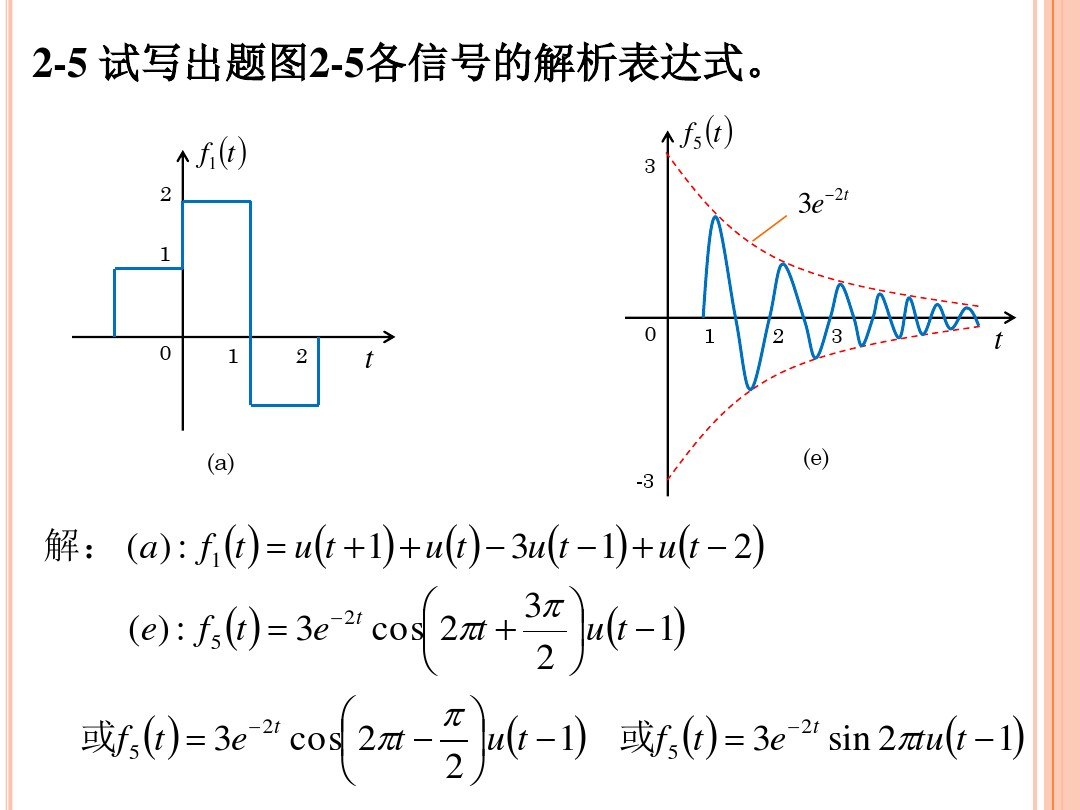 2-5 试写出题图2-5各信号的解析表达式。
f₁(t)
2
1
0 1 2 t
(a)
f₅(t)
3
3e⁻²ᵗ
0 1 2 3 t
-3
(e)
解： (a) : f₁(t) = u(t + 1) + u(t) − 3u(t − 1) + u(t − 2)
(e) : f₅(t) = 3e⁻²ᵗ cos(2πt + 3π/2)u(t − 1)
或f₅(t) = 3e⁻²ᵗ cos(2πt − π/2)u(t − 1) 或f₅(t) = 3e⁻²ᵗ sin 2πtu(t − 1)